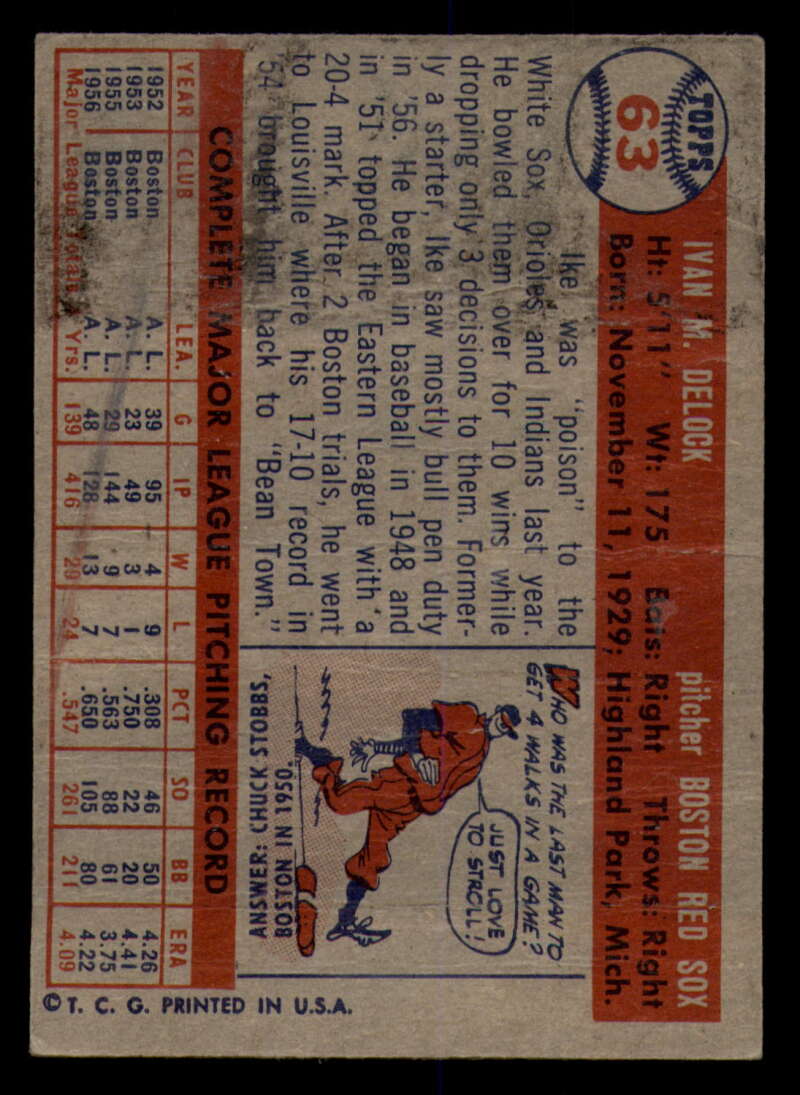 TOPPS
63
IVAN M. DELOCK pitcher BOSTON RED SOX
Ht: 5'11" Wt: 175 Bats: Right Throws: Right
Born: November 11, 1929; Highland Park, Mich.
Ike was "poison" to the
White Sox, Orioles and Indians last year.
He bowled them over for 10 wins while
dropping only 3 decisions to them. Former-
ly a starter, Ike saw mostly bull pen duty
in '56. He began in baseball in 1948 and
in '51 topped the Eastern League with a
20-4 mark. After 2 Boston trials, he went
to Louisville where his 17-10 record in
'54 brought him back to "Bean Town."
WHO WAS THE LAST MAN TO
GET 4 WALKS IN A GAME?
JUST LOVE
TO STROLL!
ANSWER: CHUCK STOBBS,
BOSTON IN 1950.
COMPLETE MAJOR LEAGUE PITCHING RECORD
YEAR CLUB LEA. G IP W L PCT SO BB ERA
1952 Boston A. L. 39 95 4 9 .308 46 50 4.26
1953 Boston A. L. 23 49 3 1 .750 22 20 4.41
1955 Boston A. L. 29 144 9 7 .563 88 61 3.75
1956 Boston A. L. 48 128 13 7 .650 105 80 4.22
Major League Totals 4 Yrs. 139 416 29 24 .547 261 211 4.09
© T. C. G. PRINTED IN U.S.A.